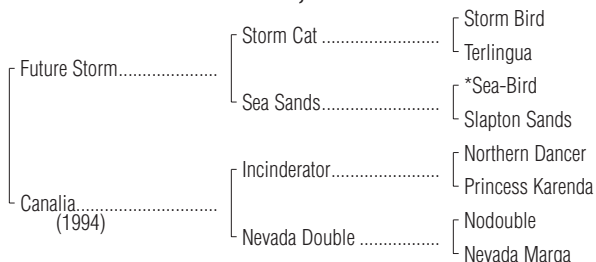 Storm Bird
Storm Cat ........................
Terlingua
Future Storm....................
*Sea-Bird
Sea Sands........................
Slapton Sands
Northern Dancer
Incinderator......................
Princess Karenda
Canalia.............................
(1994)
Nodouble
Nevada Double ................
Nevada Marga